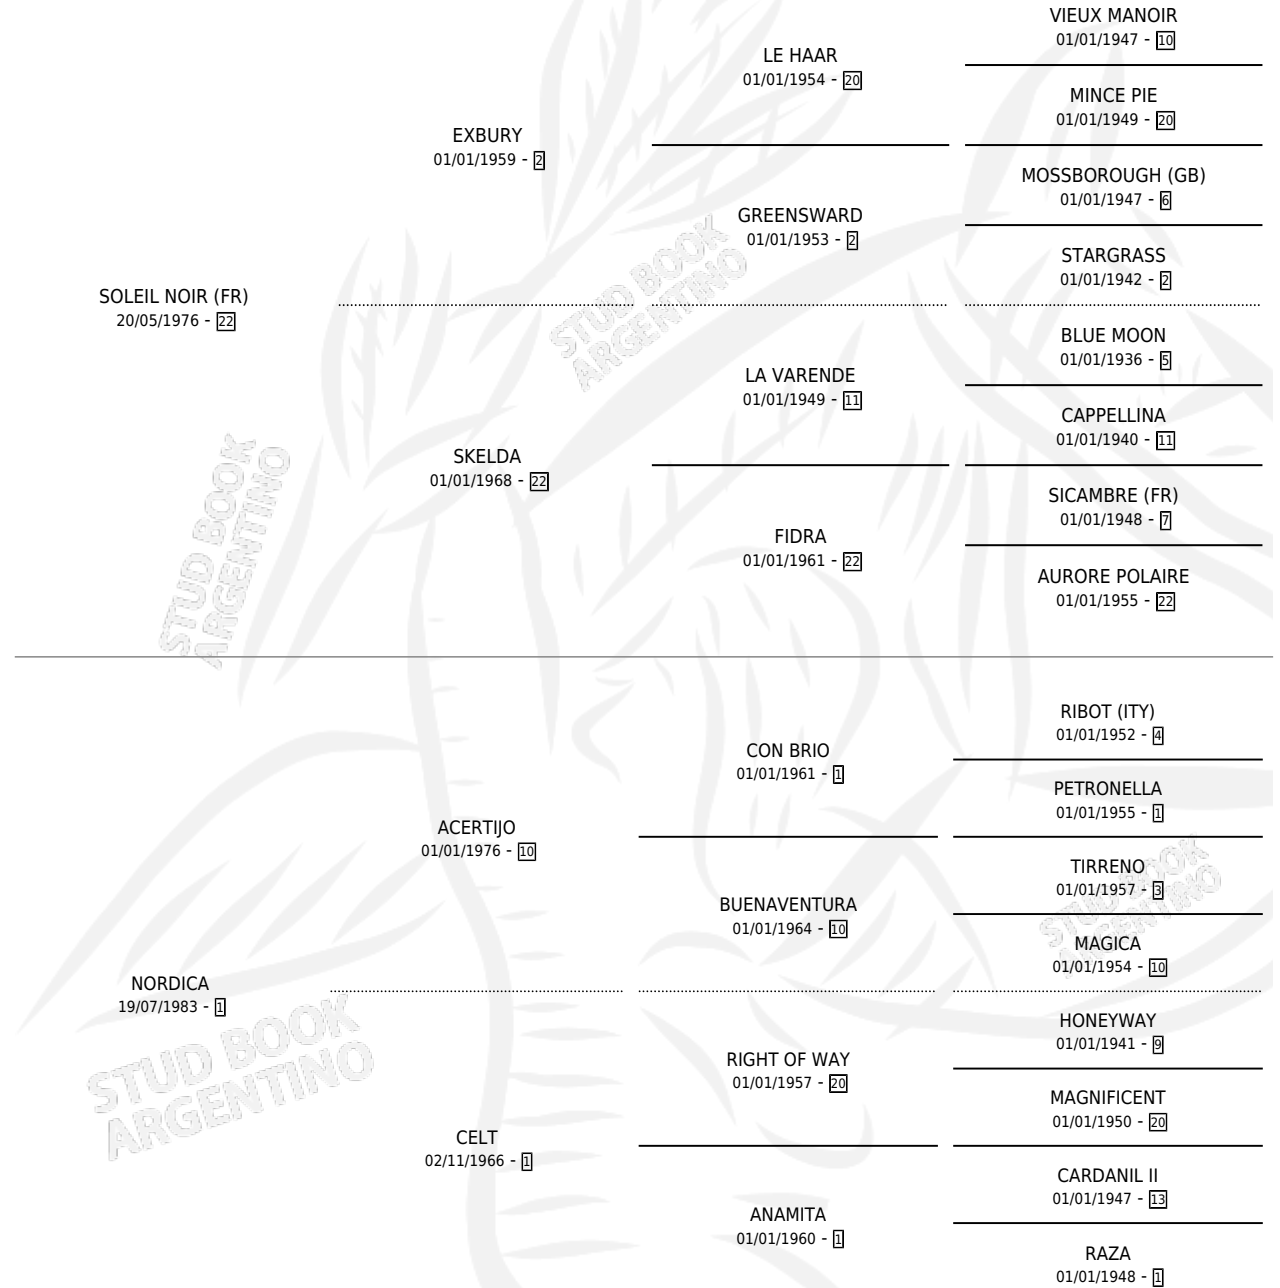 VIEUX MANOIR
01/01/1947 - 10
LE HAAR
01/01/1954 - 20
MINCE PIE
01/01/1949 - 20
EXBURY
01/01/1959 - 2
MOSSBOROUGH (GB)
01/01/1947 - 6
GREENSWARD
01/01/1953 - 2
STARGRASS
01/01/1942 - 2
SOLEIL NOIR (FR)
20/05/1976 - 22
BLUE MOON
01/01/1936 - 5
LA VARENDE
01/01/1949 - 11
CAPPELLINA
01/01/1940 - 11
SKELDA
01/01/1968 - 22
SICAMBRE (FR)
01/01/1948 - 7
FIDRA
01/01/1961 - 22
AURORE POLAIRE
01/01/1955 - 22
STUD BOOK
ARGENTINO
STUD BOOK
ARGENTINO
RIBOT (ITY)
01/01/1952 - 4
CON BRIO
01/01/1961 - 1
PETRONELLA
01/01/1955 - 1
ACERTIJO
01/01/1976 - 10
TIRRENO
01/01/1957 - 3
BUENAVENTURA
01/01/1964 - 10
MAGICA
01/01/1954 - 10
NORDICA
19/07/1983 - 1
HONEYWAY
01/01/1941 - 9
RIGHT OF WAY
01/01/1957 - 20
MAGNIFICENT
01/01/1950 - 20
CELT
02/11/1966 - 1
CARDANIL II
01/01/1947 - 13
ANAMITA
01/01/1960 - 1
RAZA
01/01/1948 - 1
STUD BOOK
ARGENTINO
STUD BOOK
ARGENTINO